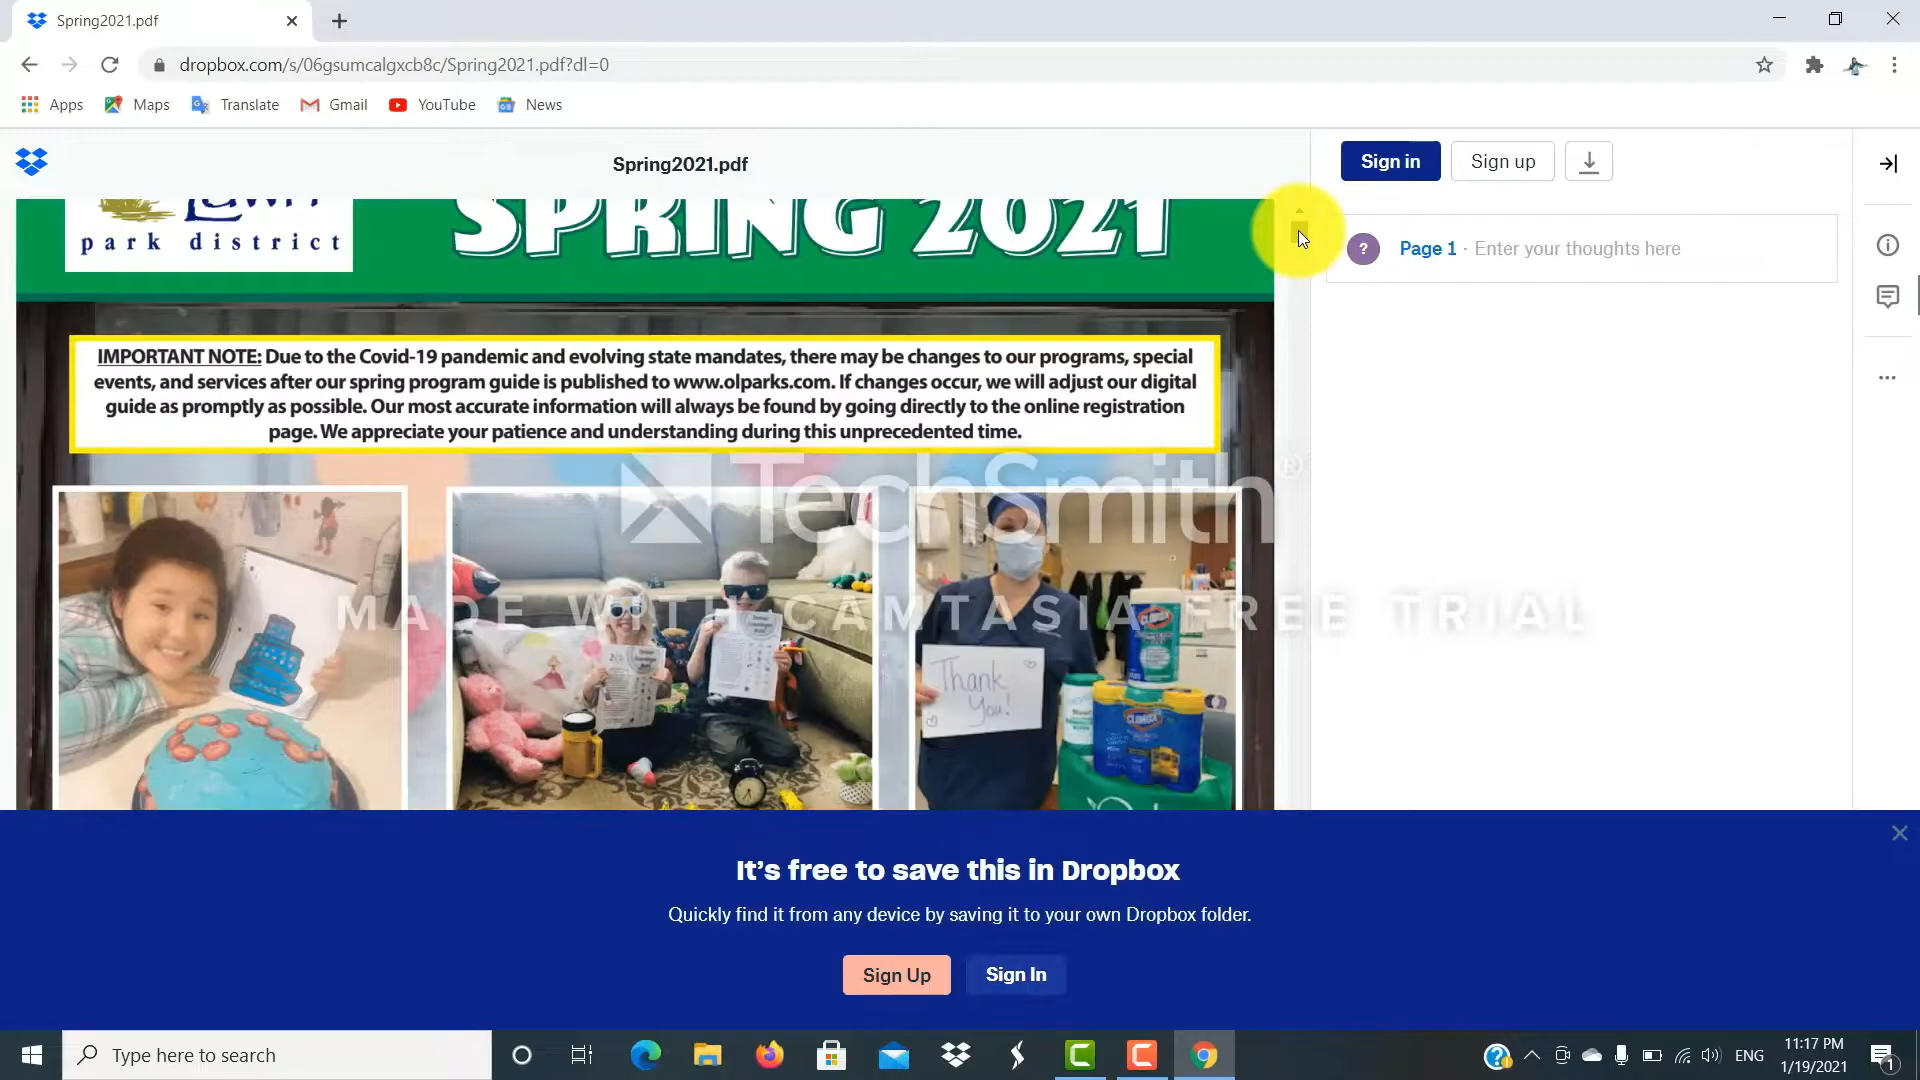 Spring2021.pdf
dropbox.com/s/06gsumcalgxcb8c/Spring2021.pdf?dl=0
Apps Maps Translate Gmail YouTube News
Spring2021.pdf
Sign in Sign up
Lawn
park district
SPRING 2021
? Page 1 · Enter your thoughts here
IMPORTANT NOTE: Due to the Covid-19 pandemic and evolving state mandates, there may be changes to our programs, special
events, and services after our spring program guide is published to www.olparks.com. If changes occur, we will adjust our digital
guide as promptly as possible. Our most accurate information will always be found by going directly to the online registration
page. We appreciate your patience and understanding during this unprecedented time.
TechSmith®
MADE WITH CAMTASIA FREE TRIAL
Thank
You!
CLOROX
It's free to save this in Dropbox
Quickly find it from any device by saving it to your own Dropbox folder.
Sign Up Sign In
Type here to search
ENG
11:17 PM
1/19/2021
1